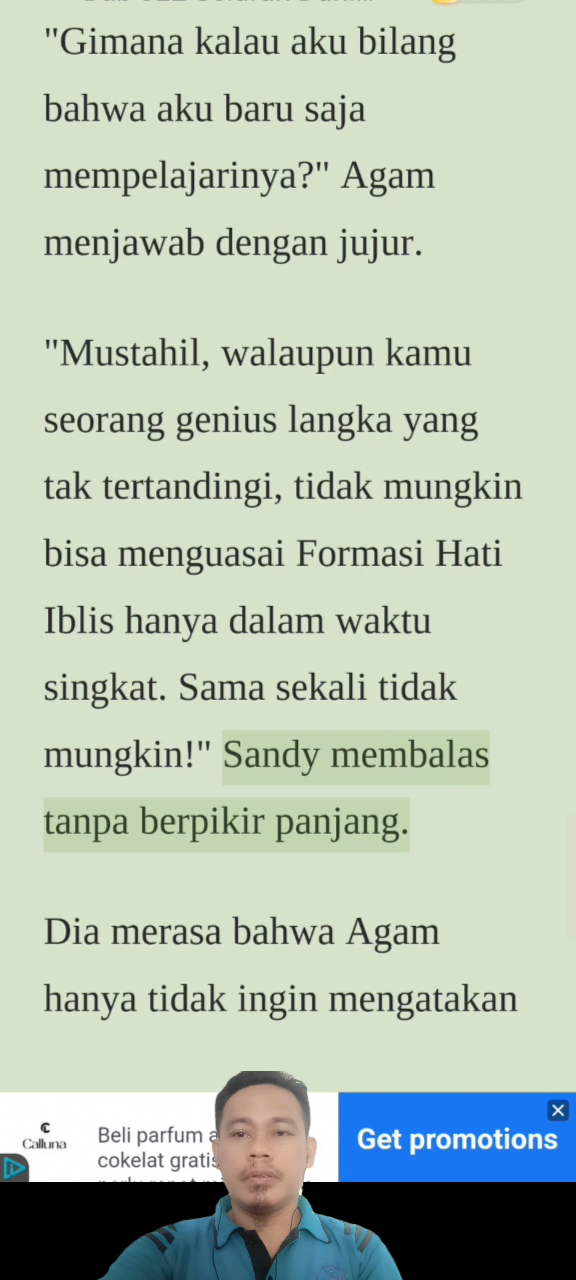 "Gimana kalau aku bilang
bahwa aku baru saja
mempelajarinya?" Agam
menjawab dengan jujur.
"Mustahil, walaupun kamu
seorang genius langka yang
tak tertandingi, tidak mungkin
bisa menguasai Formasi Hati
Iblis hanya dalam waktu
singkat. Sama sekali tidak
mungkin!" Sandy membalas
tanpa berpikir panjang.
Dia merasa bahwa Agam
hanya tidak ingin mengatakan
Calluna
Beli parfum
cokelat gratis
Get promotions